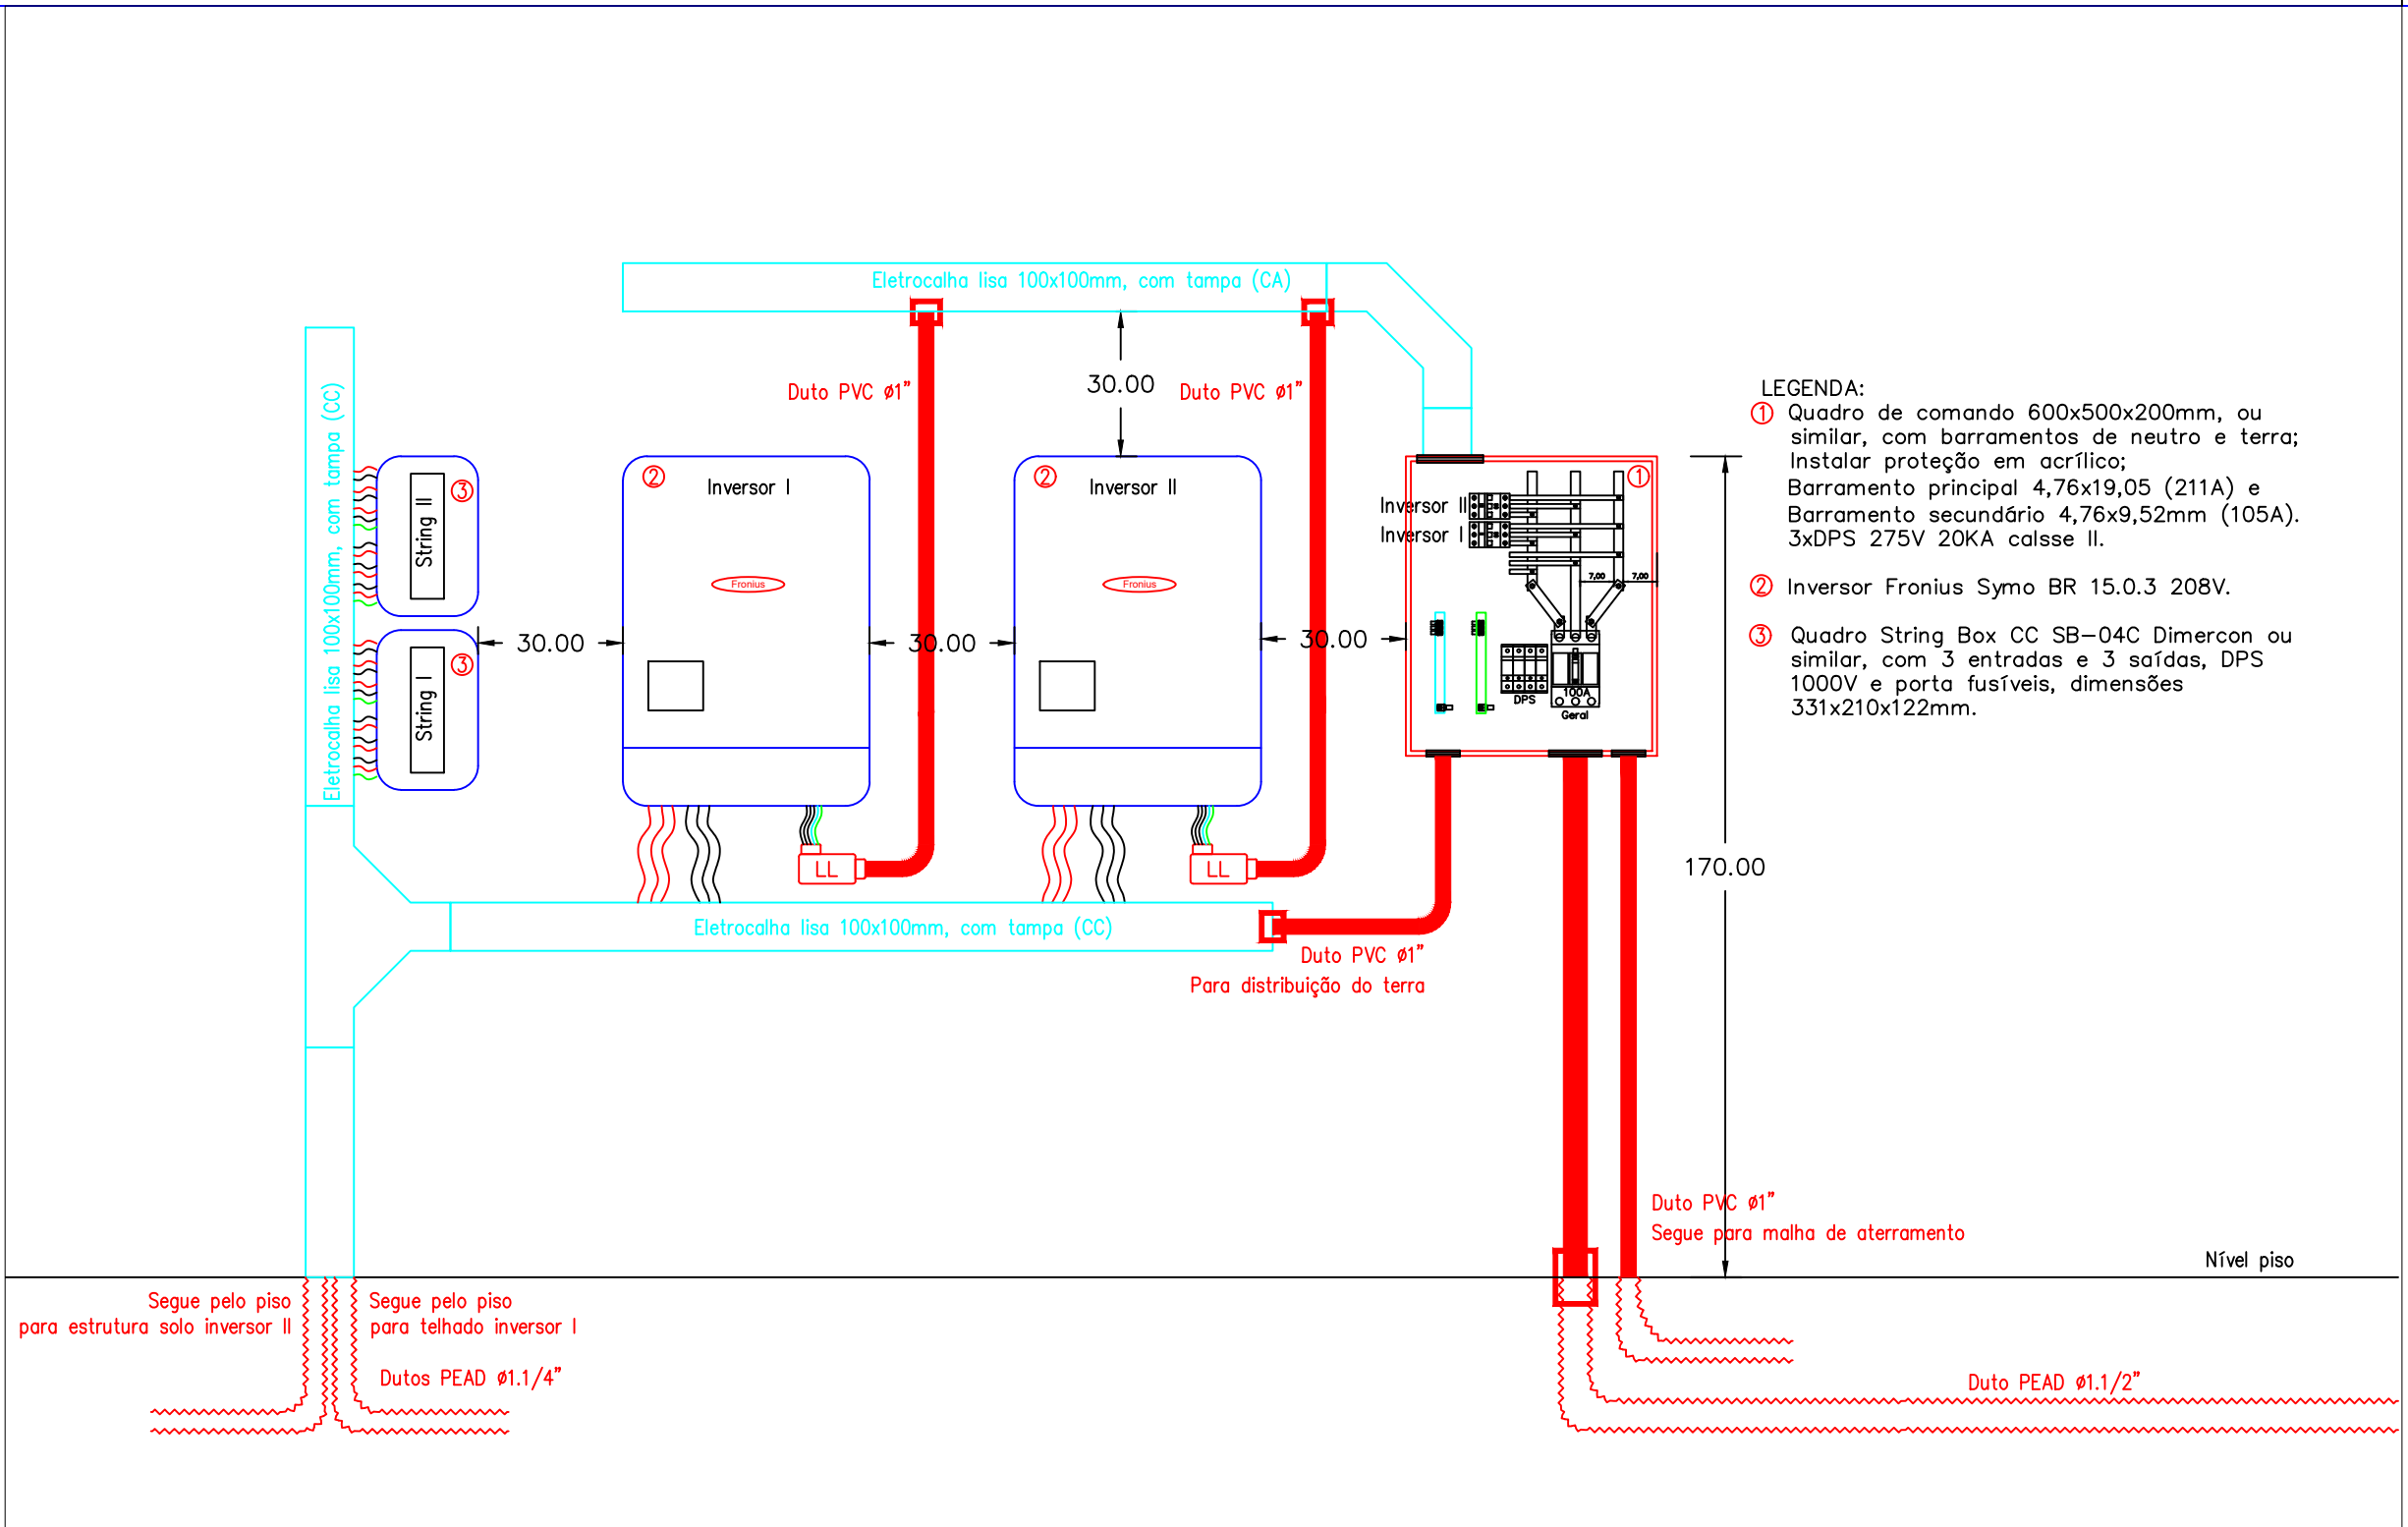 Eletrocalha lisa 100x100mm, com tampa (CA)
Eletrocalha lisa 100x100mm, com tampa (CC)
Duto PVC ø1”
30.00
Duto PVC ø1”
String II
3
String I
3
2
Inversor I
Fronius
2
Inversor II
Fronius
30.00
30.00
30.00
1
Inversor II
Inversor I
7,00
7,00
DPS
100A
Geral
LL
LL
Eletrocalha lisa 100x100mm, com tampa (CC)
Duto PVC ø1”
Para distribuição do terra
170.00
LEGENDA:
1 Quadro de comando 600x500x200mm, ou
similar, com barramentos de neutro e terra;
Instalar proteção em acrílico;
Barramento principal 4,76x19,05 (211A) e
Barramento secundário 4,76x9,52mm (105A).
3xDPS 275V 20KA calsse II.
2 Inversor Fronius Symo BR 15.0.3 208V.
3 Quadro String Box CC SB-04C Dimercon ou
similar, com 3 entradas e 3 saídas, DPS
1000V e porta fusíveis, dimensões
331x210x122mm.
Duto PVC ø1”
Segue para malha de aterramento
Nível piso
Segue pelo piso
para estrutura solo inversor II
Segue pelo piso
para telhado inversor I
Dutos PEAD ø1.1/4”
Duto PEAD ø1.1/2”